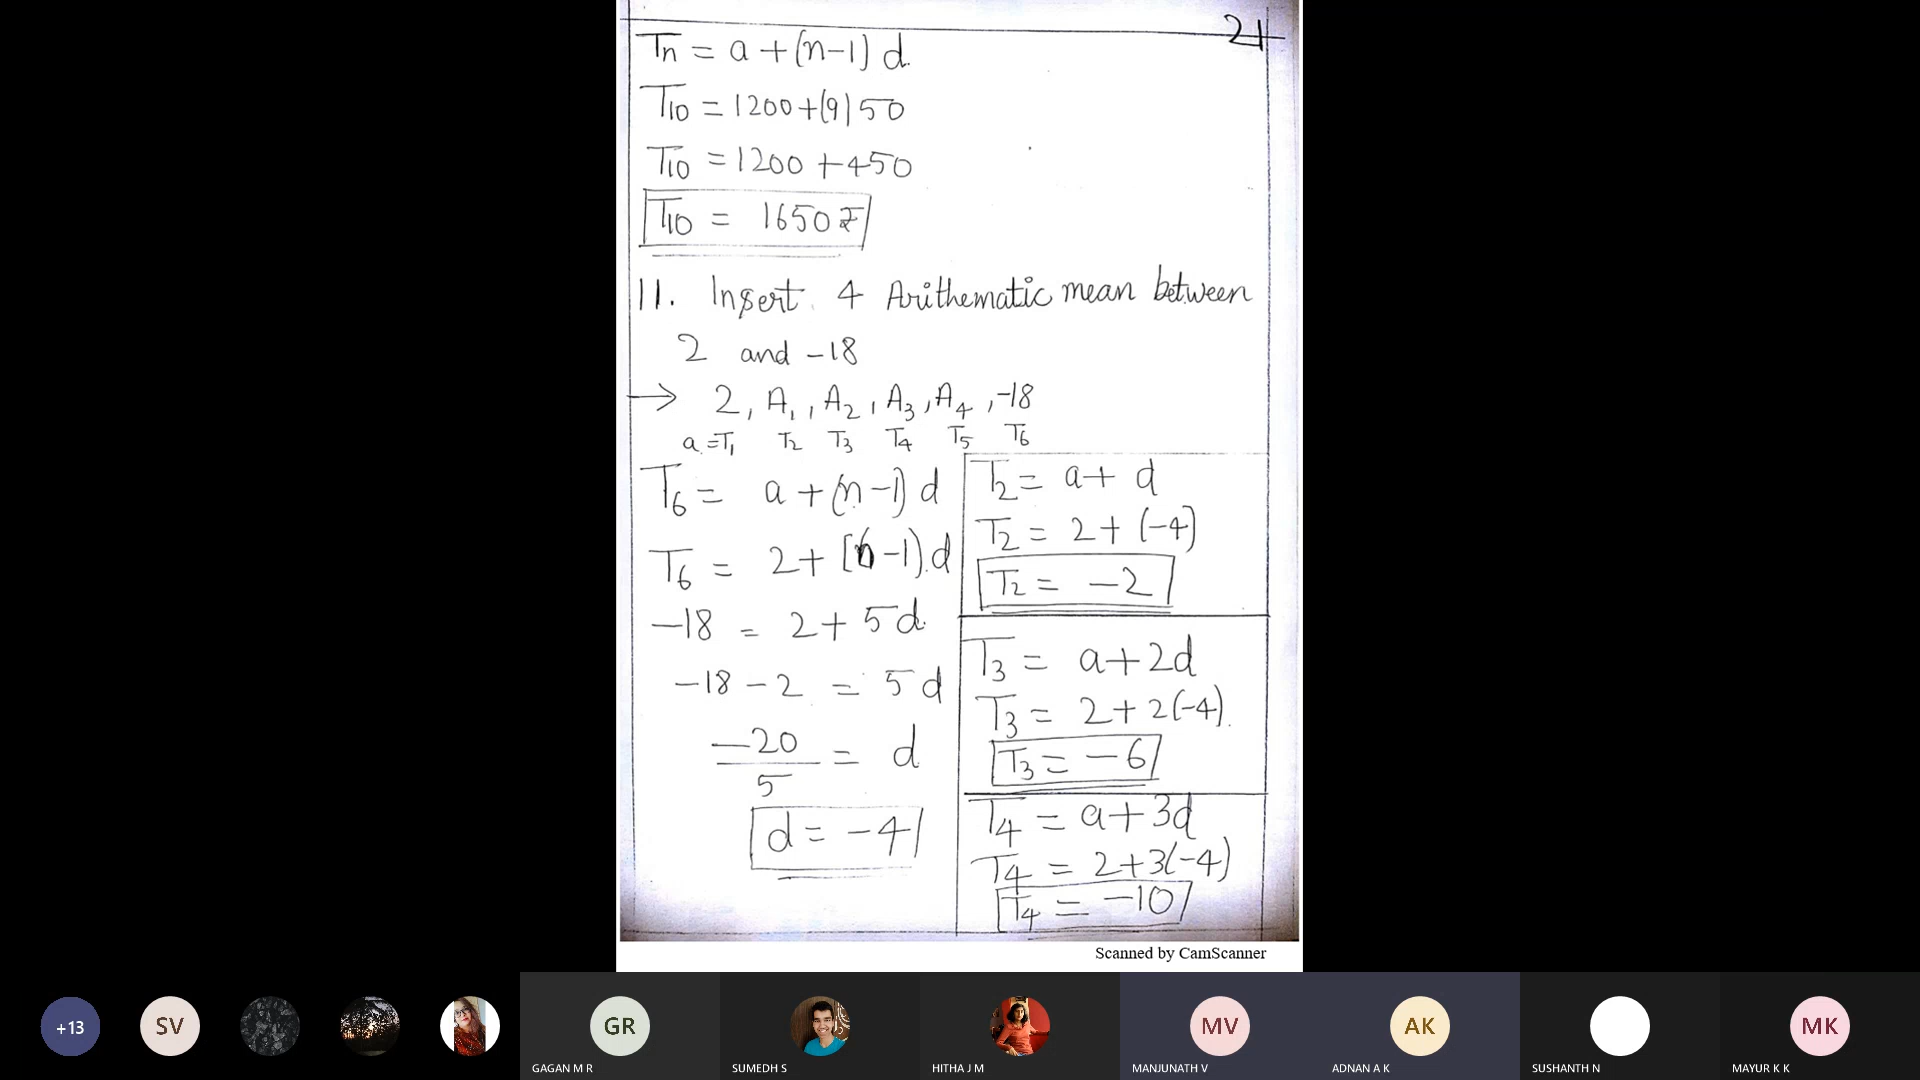 21
Tn = a + (n-1) d.
T10 = 1200+(9)50
T10 = 1200 + 450
T10 = 1650 ₹
11. Insert 4 Arithematic mean between
2 and -18
→ 2, A1, A2, A3, A4, -18
a=T1 T2 T3 T4 T5 T6
T6 = a + (n-1) d
T6 = 2 + (6-1).d
-18 = 2 + 5d.
-18 - 2 = 5d
-20/5 = d
d = -4
T2 = a + d
T2 = 2 + (-4)
T2 = -2
T3 = a+2d
T3 = 2+2(-4).
T3 = -6
T4 = a+3d
T4 = 2+3(-4)
T4 = -10
Scanned by CamScanner
+13
SV
GR
MV
AK
MK
GAGAN M R
SUMEDH S
HITHA J M
MANJUNATH V
ADNAN A K
SUSHANTH N
MAYUR K K